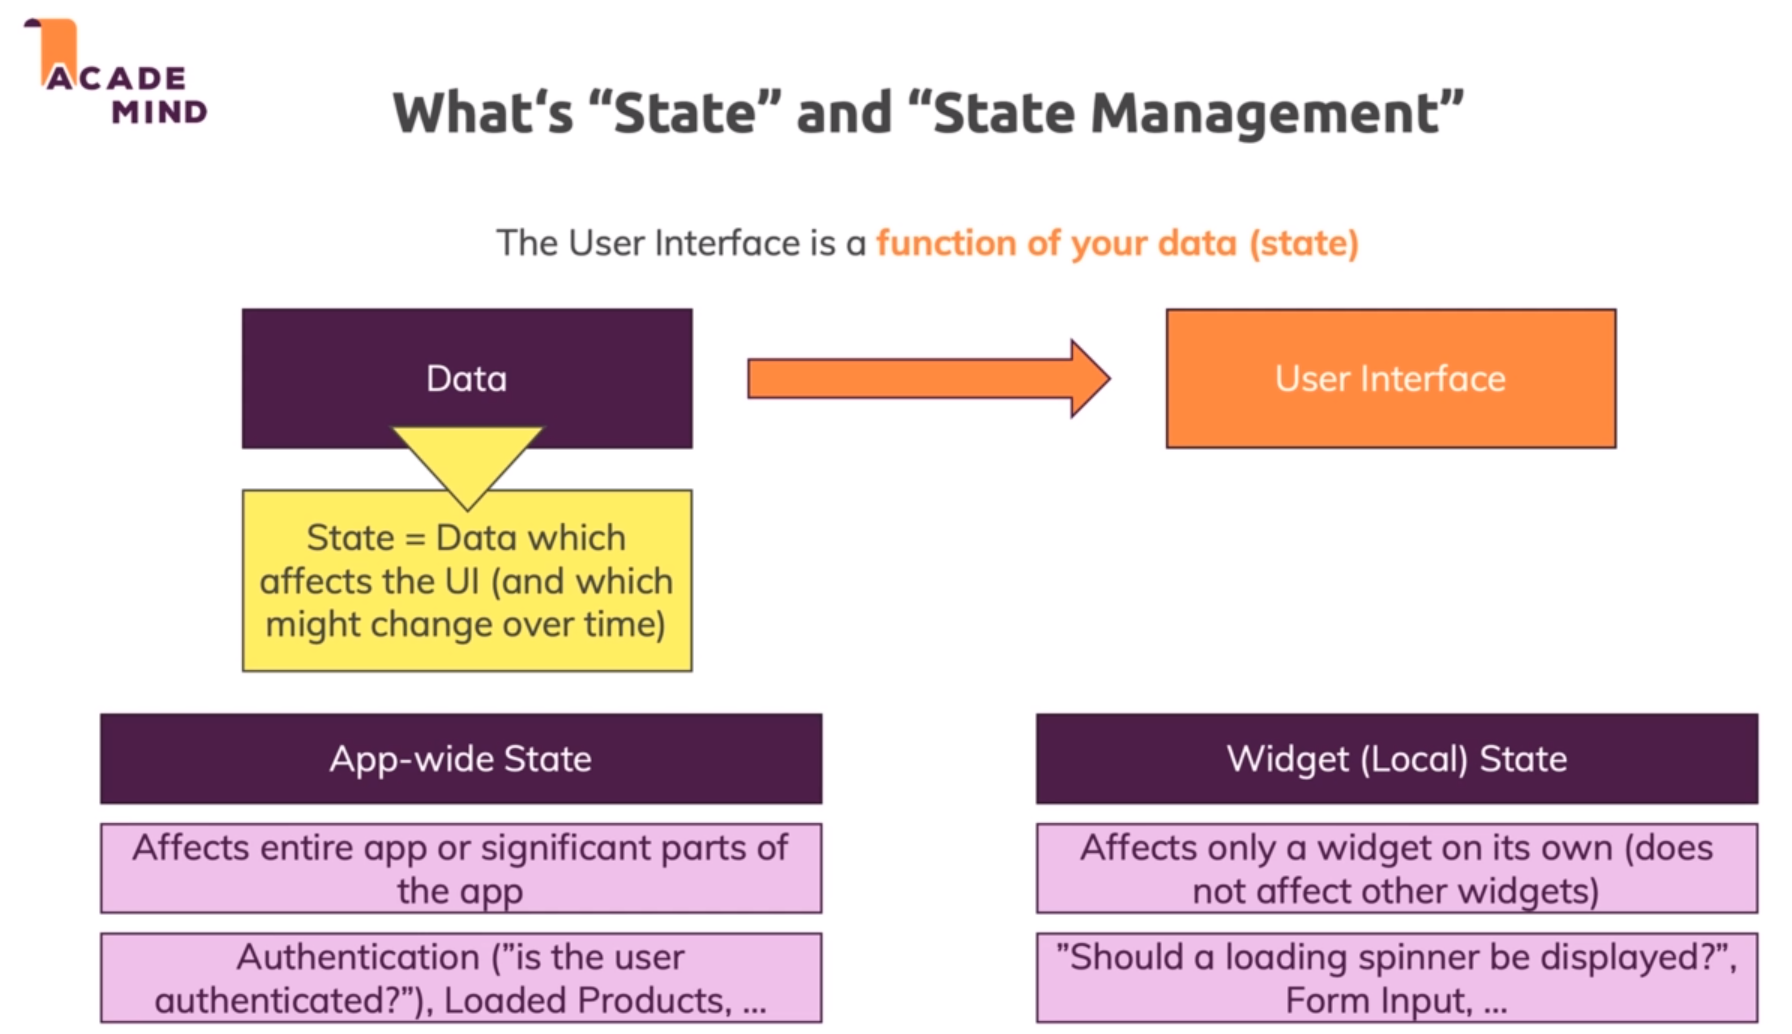 ACADE
MIND
What‘s “State” and “State Management”
The User Interface is a function of your data (state)
Data
User Interface
State = Data which
affects the UI (and which
might change over time)
App-wide State
Widget (Local) State
Affects entire app or significant parts of
the app
Affects only a widget on its own (does
not affect other widgets)
Authentication (”is the user
authenticated?”), Loaded Products, ...
”Should a loading spinner be displayed?”,
Form Input, ...